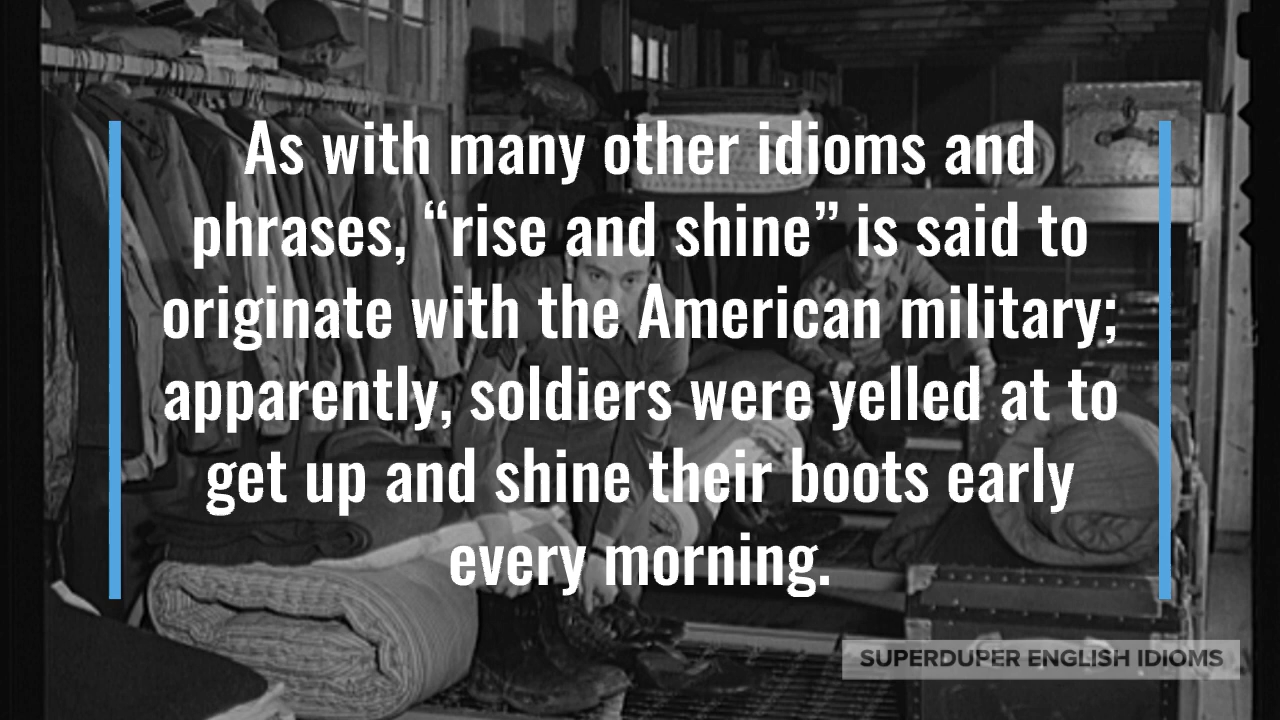 As with many other idioms and
phrases, “rise and shine” is said to
originate with the American military;
apparently, soldiers were yelled at to
get up and shine their boots early
every morning.
SUPERDUPER ENGLISH IDIOMS